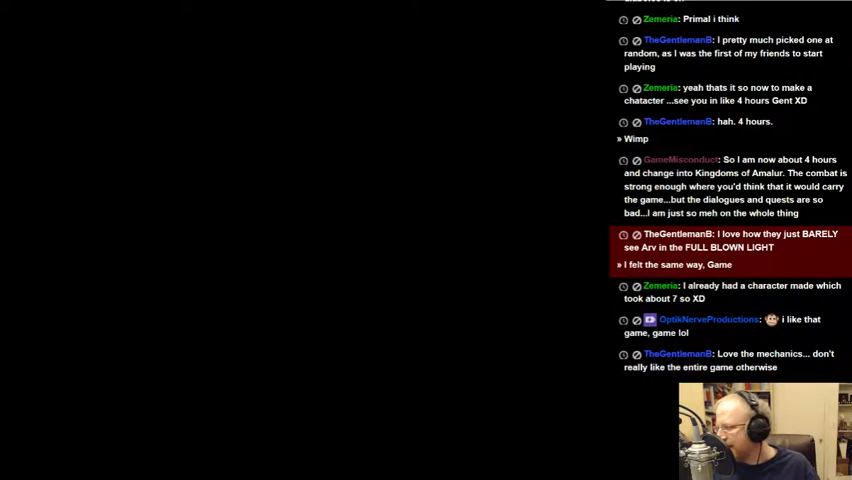 Zemeria: Primal i think
TheGentlemanB: I pretty much picked one at
random, as I was the first of my friends to start
playing
Zemeria: yeah thats it so now to make a
chatacter ...see you in like 4 hours Gent XD
TheGentlemanB: hah. 4 hours.
» Wimp
GameMisconduct: So I am now about 4 hours
and change into Kingdoms of Amalur. The combat is
strong enough where you'd think that it would carry
the game...but the dialogues and quests are so
bad...I am just so meh on the whole thing
TheGentlemanB: I love how they just BARELY
see Arv in the FULL BLOWN LIGHT
» I felt the same way, Game
Zemeria: I already had a character made which
took about 7 so XD
OptikNerveProductions: i like that
game, game lol
TheGentlemanB: Love the mechanics... don't
really like the entire game otherwise